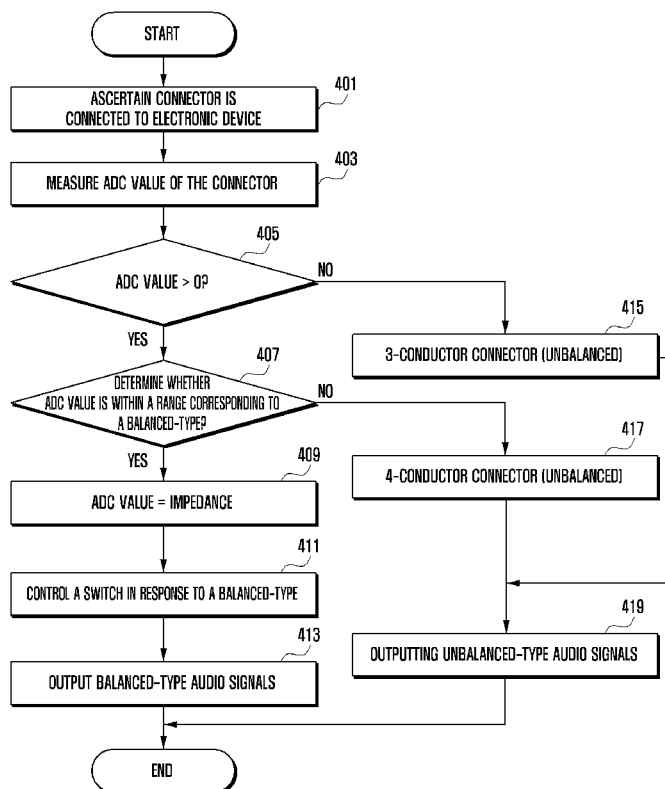 START
ASCERTAIN CONNECTOR IS
CONNECTED TO ELECTRONIC DEVICE
401
MEASURE ADC VALUE OF THE CONNECTOR
403
ADC VALUE > 0?
405
NO
YES
3-CONDUCTOR CONNECTOR (UNBALANCED)
415
DETERMINE WHETHER
ADC VALUE IS WITHIN A RANGE CORRESPONDING TO
A BALANCED-TYPE?
407
NO
YES
4-CONDUCTOR CONNECTOR (UNBALANCED)
417
ADC VALUE = IMPEDANCE
409
CONTROL A SWITCH IN RESPONSE TO A BALANCED-TYPE
411
OUTPUT BALANCED-TYPE AUDIO SIGNALS
413
OUTPUTTING UNBALANCED-TYPE AUDIO SIGNALS
419
END